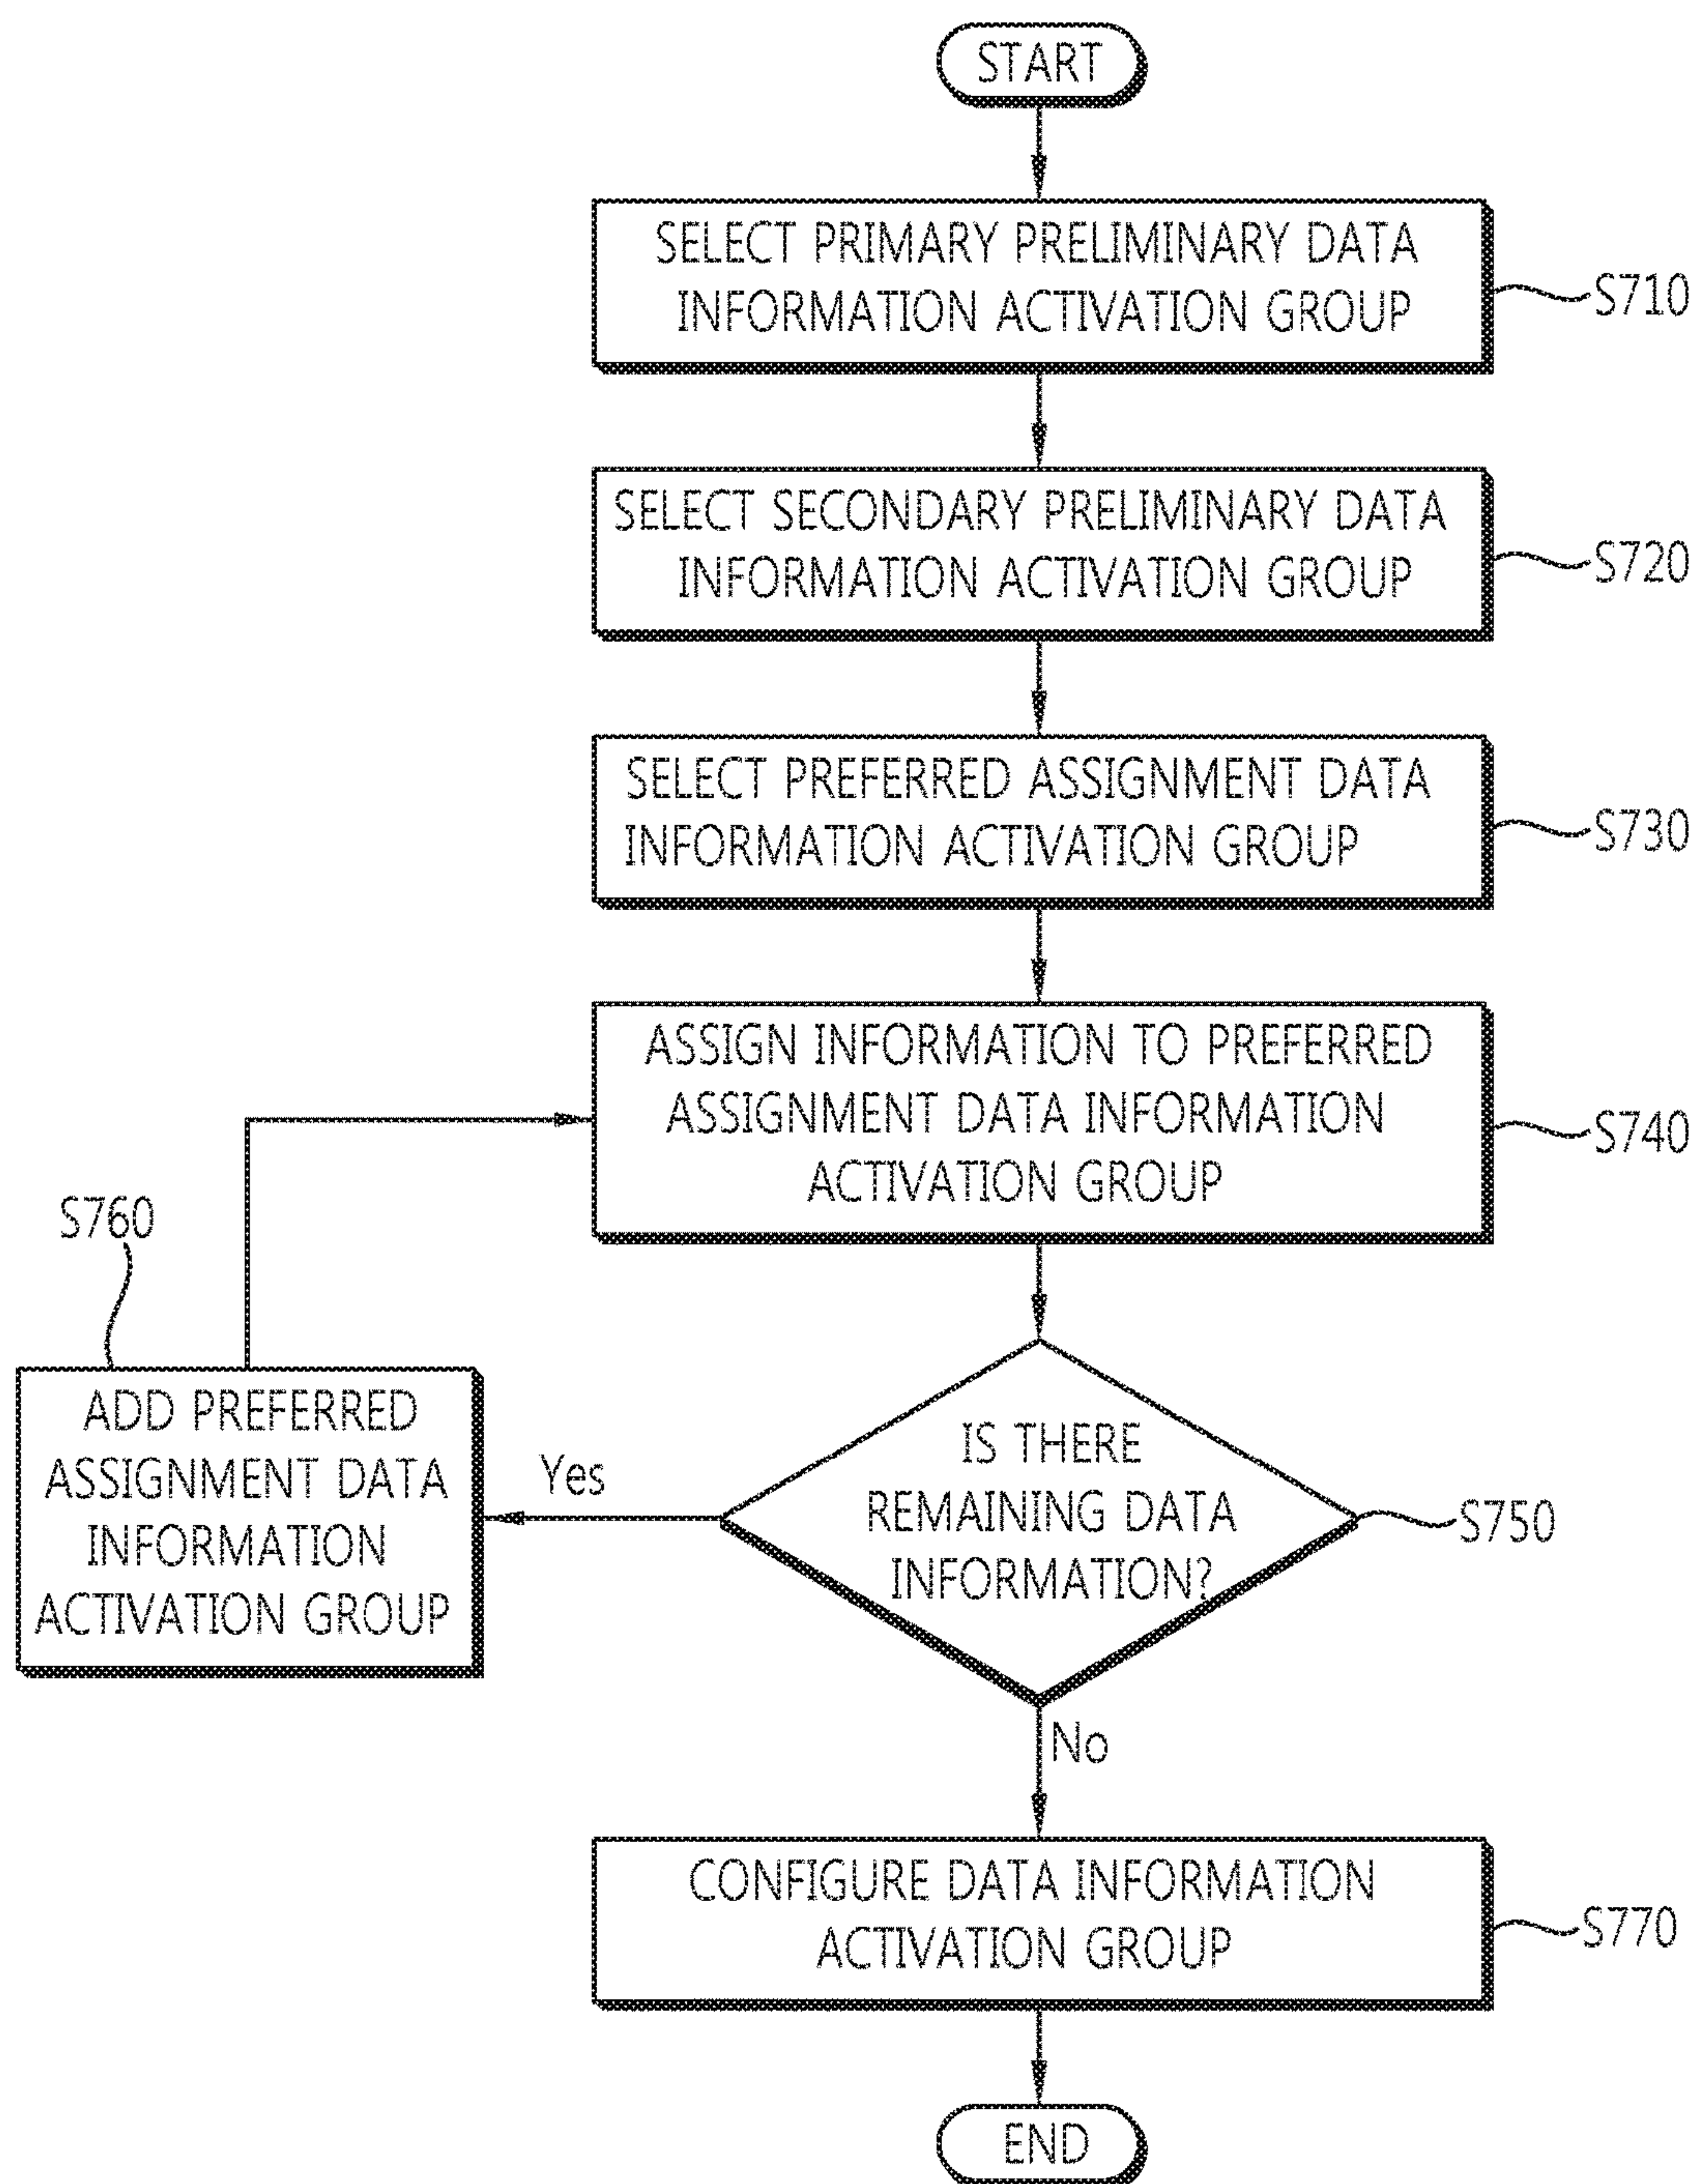 START
SELECT PRIMARY PRELIMINARY DATA
INFORMATION ACTIVATION GROUP
S710
SELECT SECONDARY PRELIMINARY DATA
INFORMATION ACTIVATION GROUP
S720
SELECT PREFERRED ASSIGNMENT DATA
INFORMATION ACTIVATION GROUP
S730
ASSIGN INFORMATION TO PREFERRED
ASSIGNMENT DATA INFORMATION
ACTIVATION GROUP
S740
S760
ADD PREFERRED
ASSIGNMENT DATA
INFORMATION
ACTIVATION GROUP
Yes
IS THERE
REMAINING DATA
INFORMATION?
S750
No
CONFIGURE DATA INFORMATION
ACTIVATION GROUP
S770
END